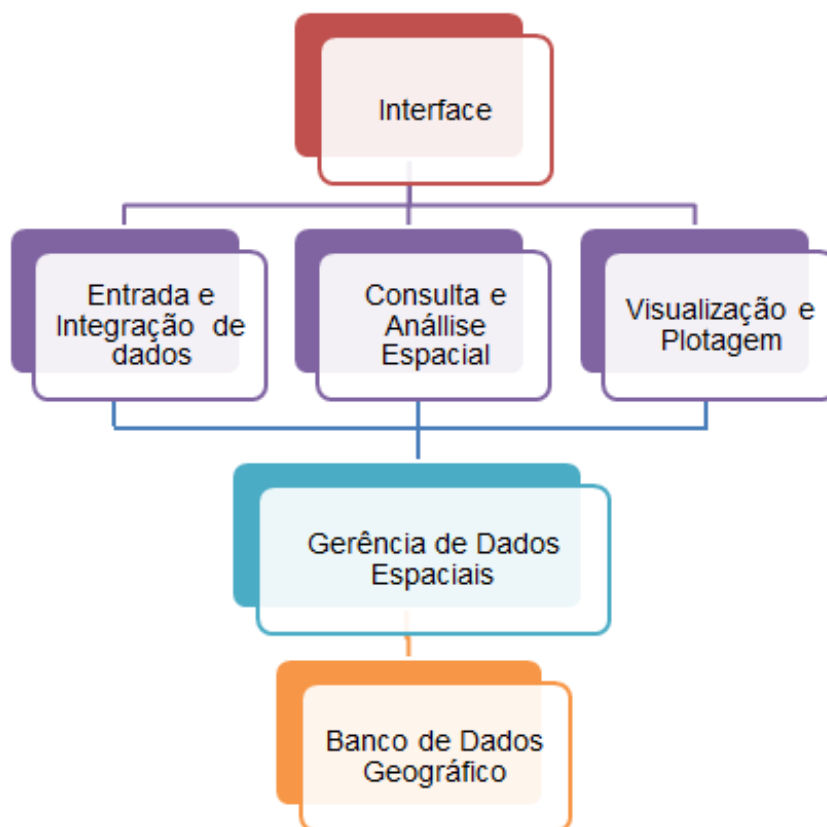 Interface
Entrada e
Integração de
dados
Consulta e
Anállise
Espacial
Visualização e
Plotagem
Gerência de Dados
Espaciais
Banco de Dados
Geográfico